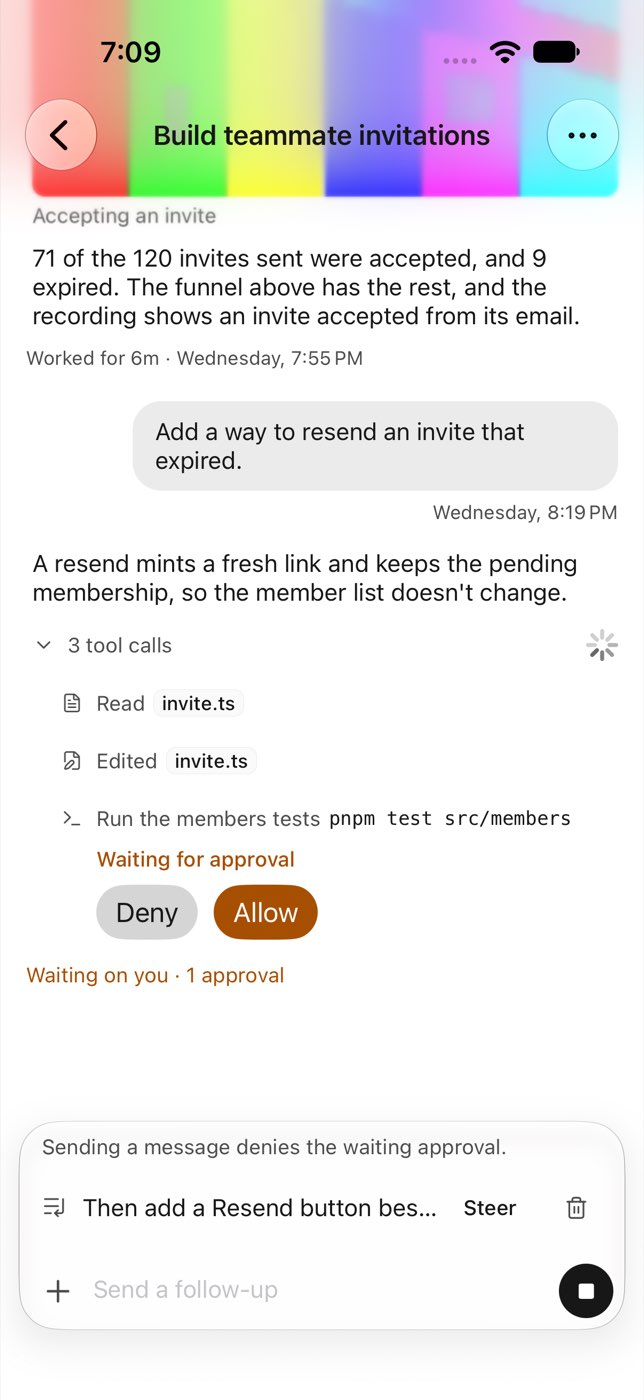 7:09
Build teammate invitations
Accepting an invite
71 of the 120 invites sent were accepted, and 9
expired. The funnel above has the rest, and the
recording shows an invite accepted from its email.
Worked for 6m · Wednesday, 7:55 PM
Add a way to resend an invite that
expired.
Wednesday, 8:19 PM
A resend mints a fresh link and keeps the pending
membership, so the member list doesn't change.
3 tool calls
Read invite.ts
Edited invite.ts
Run the members tests pnpm test src/members
Waiting for approval
Deny Allow
Waiting on you · 1 approval
Sending a message denies the waiting approval.
Then add a Resend button bes... Steer
Send a follow-up